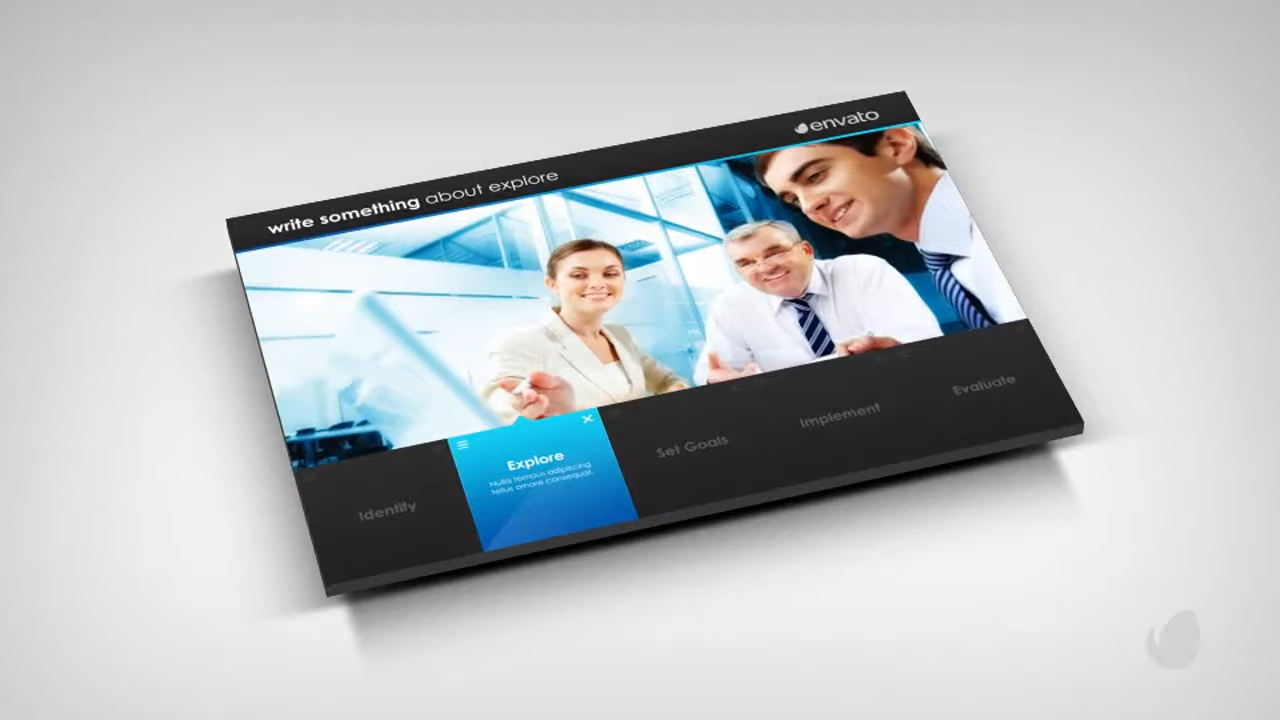 envato
write something about explore
Explore
Nulla tempus adipiscing
tellus ornare consequat.
Identify
Set Goals
Implement
Evaluate